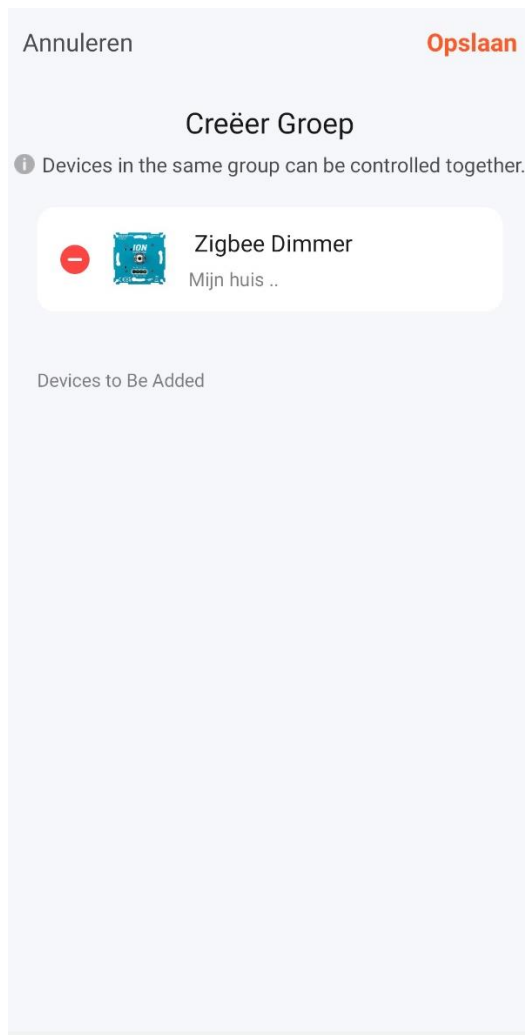 Annuleren
Opslaan
Creëer Groep
Devices in the same group can be controlled together.
Zigbee Dimmer
ION
Mijn huis ..
Devices to Be Added